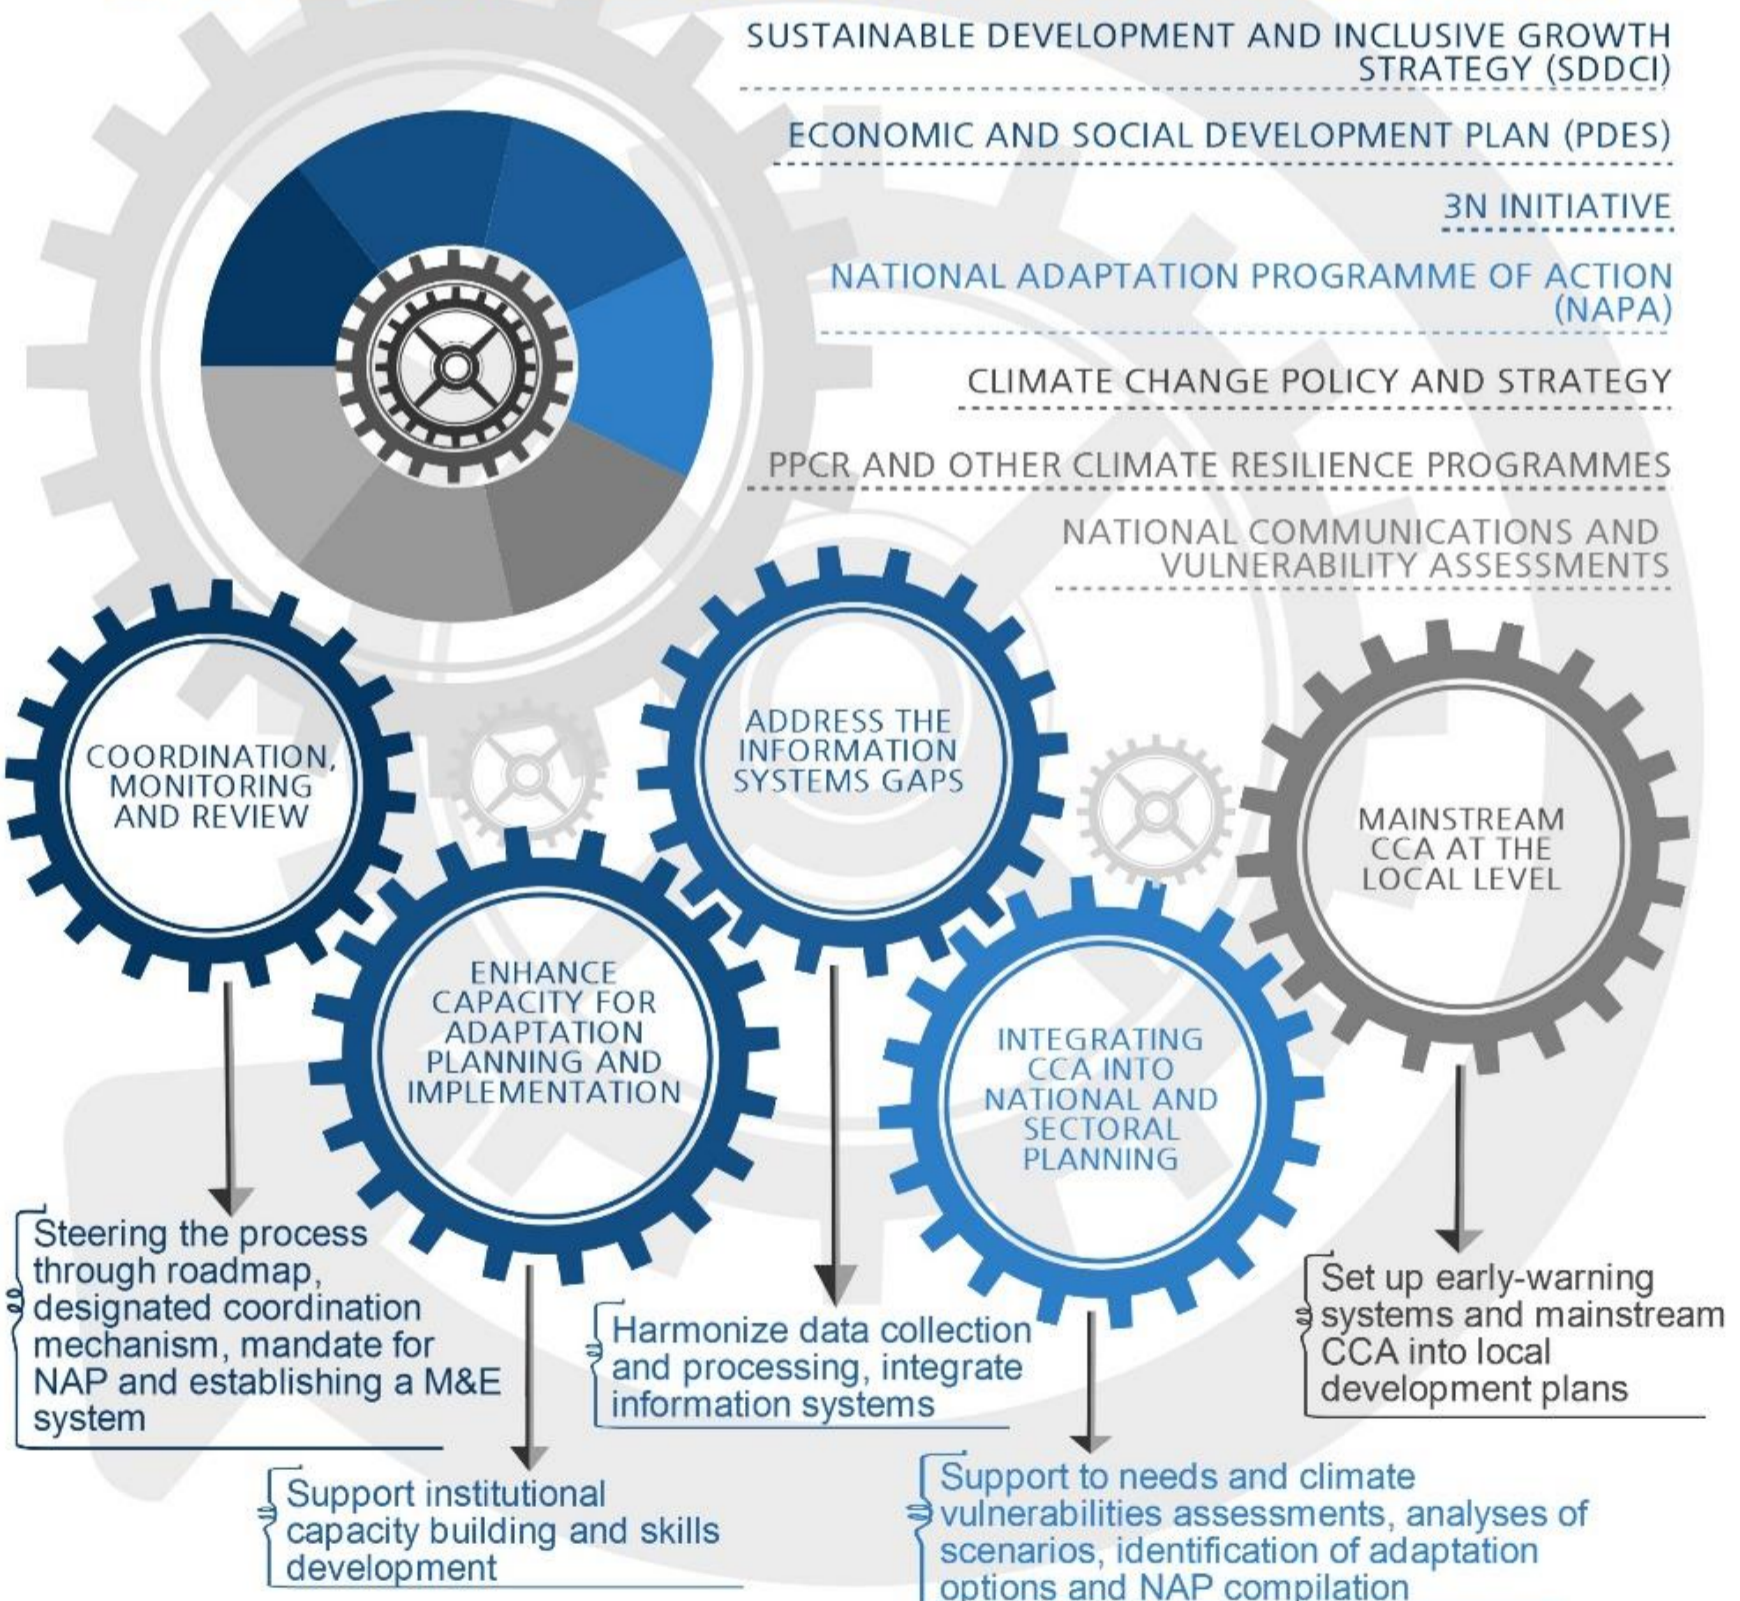 SUSTAINABLE DEVELOPMENT AND INCLUSIVE GROWTH
STRATEGY (SDDCI)
ECONOMIC AND SOCIAL DEVELOPMENT PLAN (PDES)
3N INITIATIVE
NATIONAL ADAPTATION PROGRAMME OF ACTION
(NAPA)
CLIMATE CHANGE POLICY AND STRATEGY
PPCR AND OTHER CLIMATE RESILIENCE PROGRAMMES
NATIONAL COMMUNICATIONS AND
VULNERABILITY ASSESSMENTS
COORDINATION,
MONITORING
AND REVIEW
ENHANCE
CAPACITY FOR
ADAPTATION
PLANNING AND
IMPLEMENTATION
ADDRESS THE
INFORMATION
SYSTEMS GAPS
INTEGRATING
CCA INTO
NATIONAL AND
SECTORAL
PLANNING
MAINSTREAM
CCA AT THE
LOCAL LEVEL
Steering the process
through roadmap,
designated coordination
mechanism, mandate for
NAP and establishing a M&E
system
Support institutional
capacity building and skills
development
Harmonize data collection
and processing, integrate
information systems
Support to needs and climate
vulnerabilities assessments, analyses of
scenarios, identification of adaptation
options and NAP compilation
Set up early-warning
systems and mainstream
CCA into local
development plans